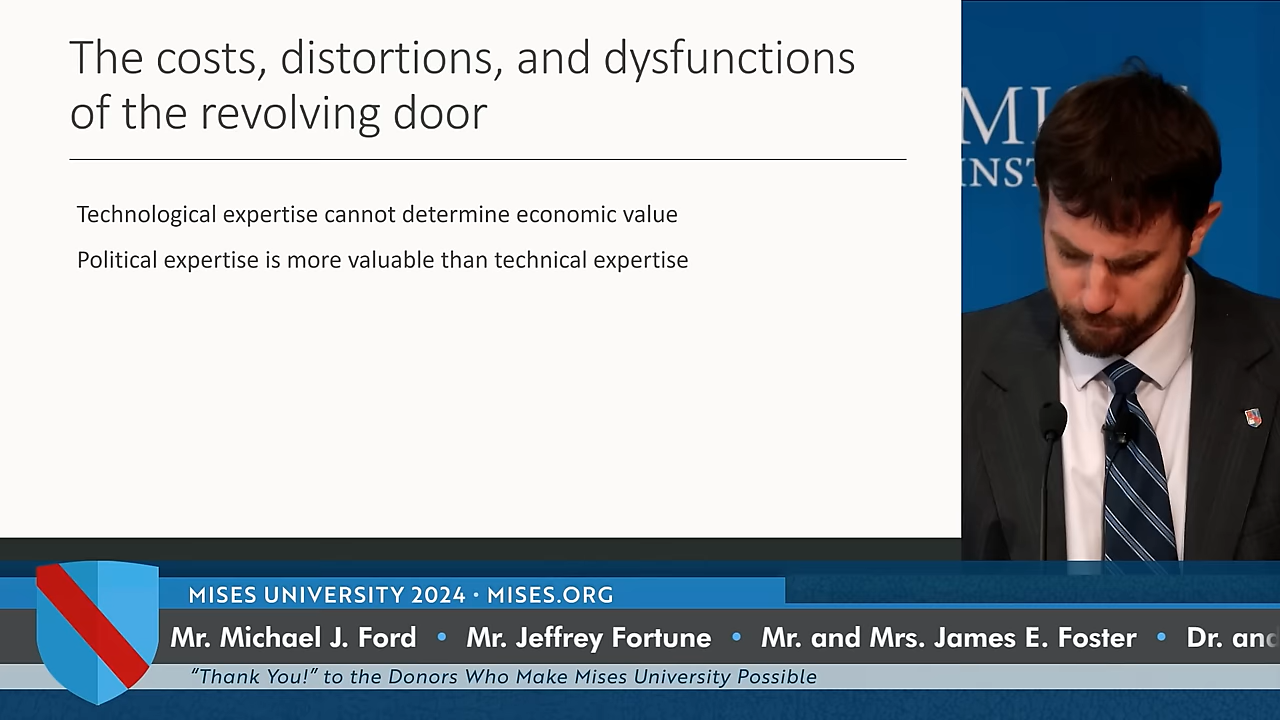 The costs, distortions, and dysfunctions
of the revolving door
Technological expertise cannot determine economic value
Political expertise is more valuable than technical expertise
MISES UNIVERSITY 2024 · MISES.ORG
Mr. Michael J. Ford • Mr. Jeffrey Fortune • Mr. and Mrs. James E. Foster • Dr. and
“Thank You!” to the Donors Who Make Mises University Possible